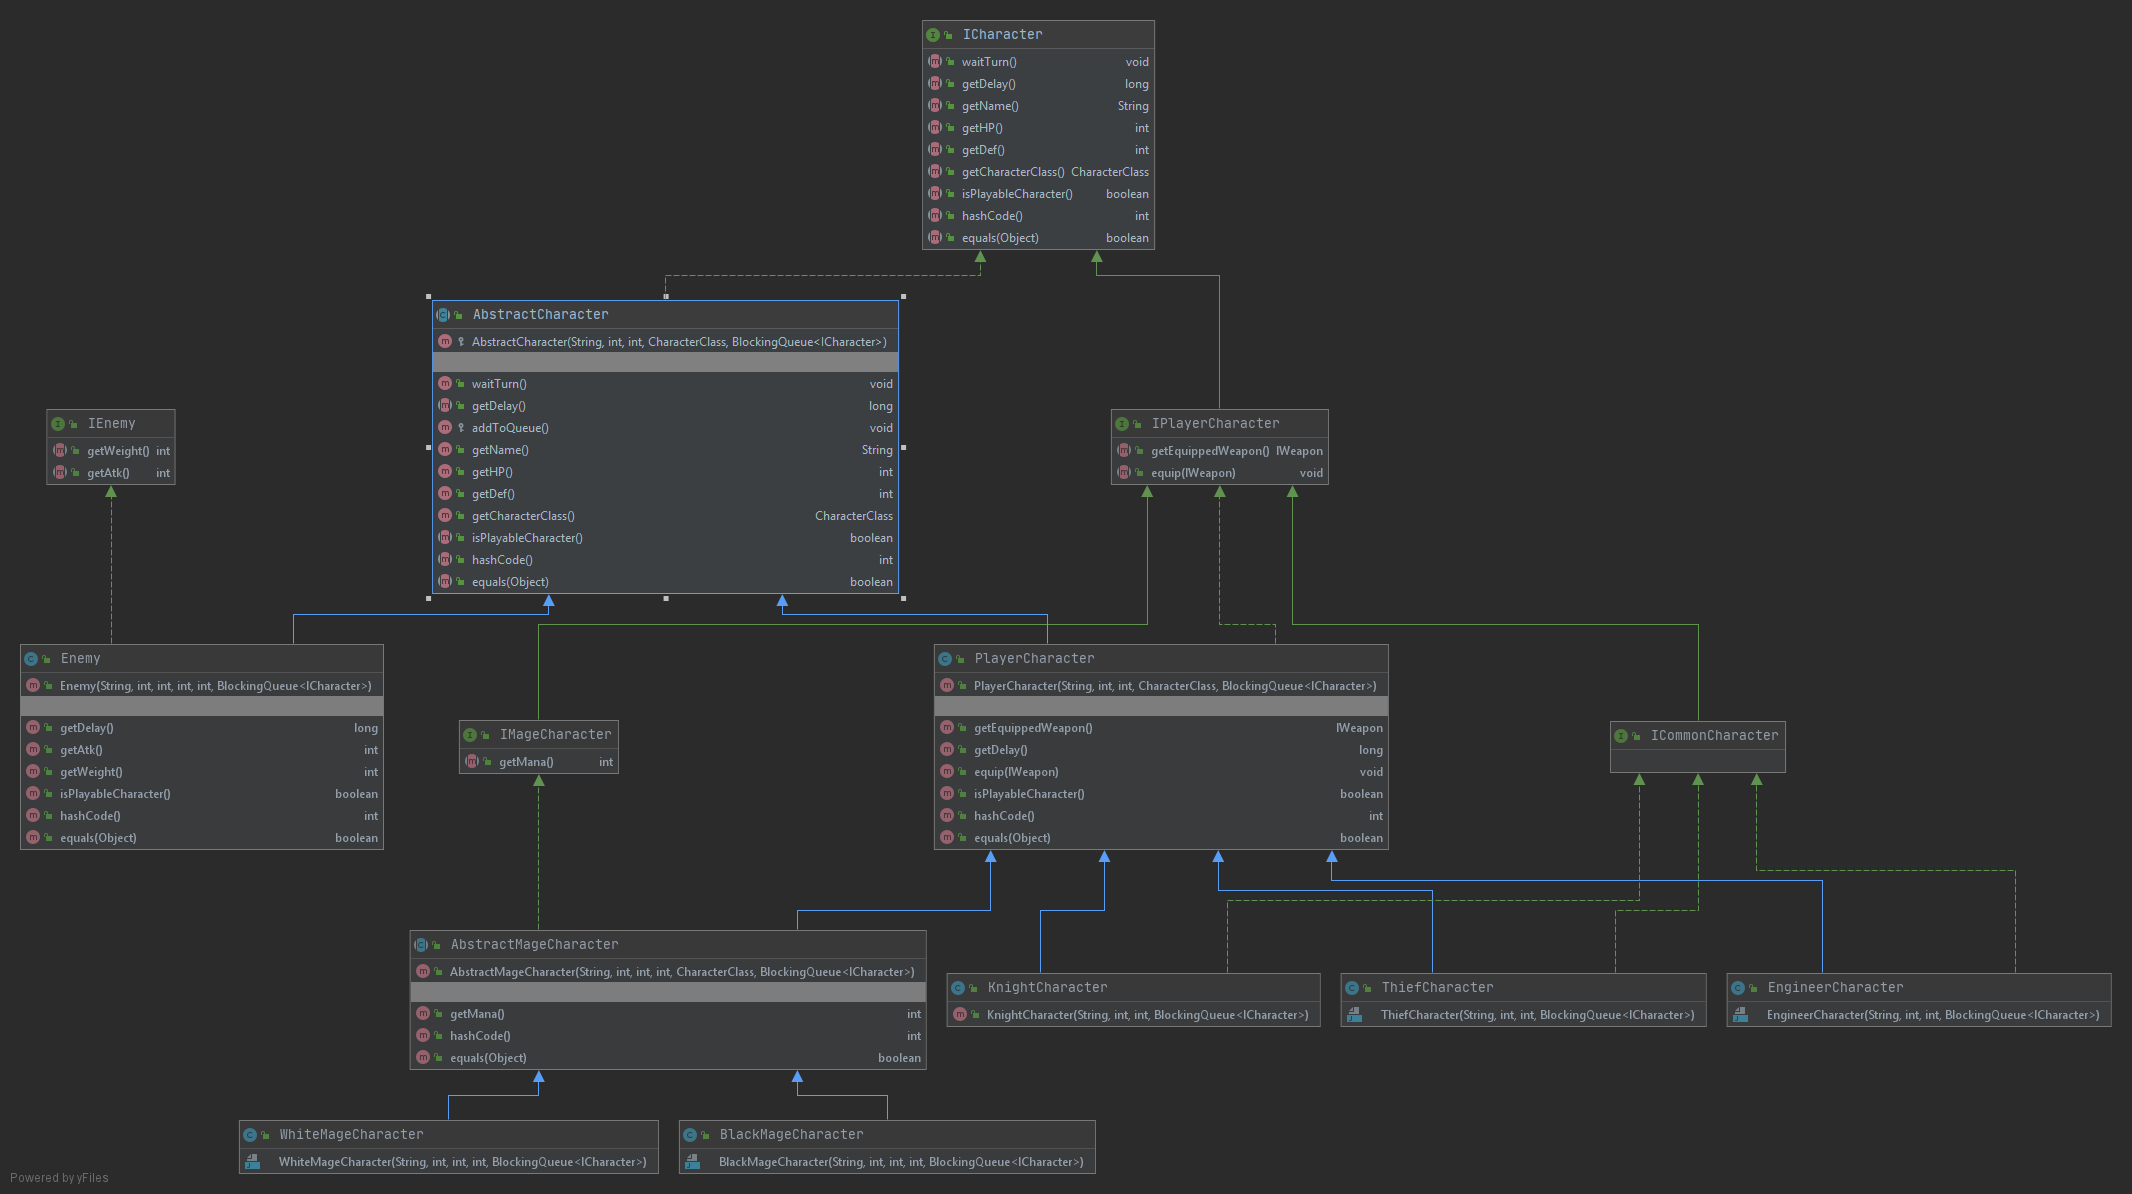 ICharacter
waitTurn() void
getDelay() long
getName() String
getHP() int
getDef() int
getCharacterClass() CharacterClass
isPlayableCharacter() boolean
hashCode() int
equals(Object) boolean
AbstractCharacter
AbstractCharacter(String, int, int, CharacterClass, BlockingQueue<ICharacter>)
waitTurn() void
getDelay() long
addToQueue() void
getName() String
getHP() int
getDef() int
getCharacterClass() CharacterClass
isPlayableCharacter() boolean
hashCode() int
equals(Object) boolean
IEnemy
getWeight() int
getAtk() int
IPlayerCharacter
getEquippedWeapon() IWeapon
equip(IWeapon) void
Enemy
Enemy(String, int, int, int, int, BlockingQueue<ICharacter>)
getDelay() long
getAtk() int
getWeight() int
isPlayableCharacter() boolean
hashCode() int
equals(Object) boolean
IMageCharacter
getMana() int
PlayerCharacter
PlayerCharacter(String, int, int, CharacterClass, BlockingQueue<ICharacter>)
getEquippedWeapon() IWeapon
getDelay() long
equip(IWeapon) void
isPlayableCharacter() boolean
hashCode() int
equals(Object) boolean
ICommonCharacter
AbstractMageCharacter
AbstractMageCharacter(String, int, int, int, CharacterClass, BlockingQueue<ICharacter>)
getMana() int
hashCode() int
equals(Object) boolean
KnightCharacter
KnightCharacter(String, int, int, BlockingQueue<ICharacter>)
ThiefCharacter
ThiefCharacter(String, int, int, BlockingQueue<ICharacter>)
EngineerCharacter
EngineerCharacter(String, int, int, BlockingQueue<ICharacter>)
WhiteMageCharacter
WhiteMageCharacter(String, int, int, int, BlockingQueue<ICharacter>)
BlackMageCharacter
BlackMageCharacter(String, int, int, int, BlockingQueue<ICharacter>)
Powered by yFiles